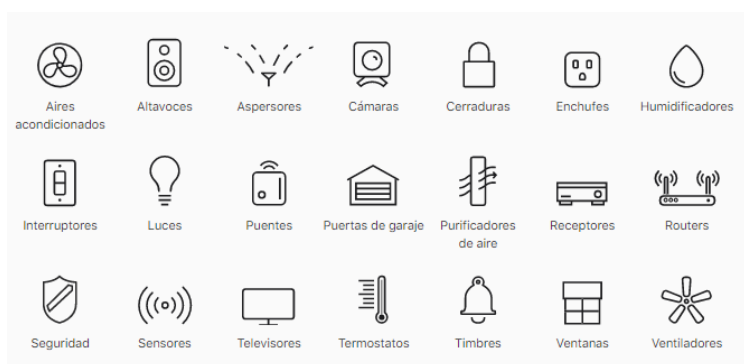 Aires
acondicionados
Altavoces
Aspersores
Cámaras
Cerraduras
Enchufes
Humidificadores
Interruptores
Luces
Puentes
Puertas de garaje
Purificadores
de aire
Receptores
Routers
Seguridad
Sensores
Televisores
Termostatos
Timbres
Ventanas
Ventiladores